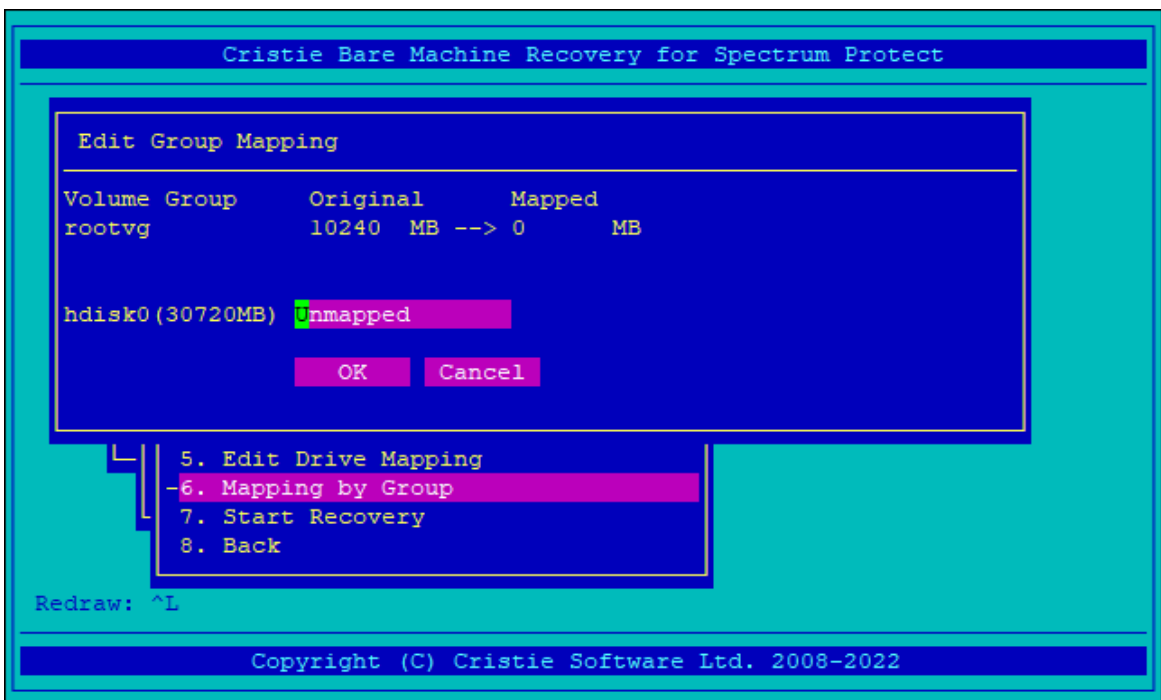 Cristie Bare Machine Recovery for Spectrum Protect
Edit Group Mapping
Volume Group Original Mapped
rootvg 10240 MB --> 0 MB
hdisk0(30720MB) Unmapped
OK Cancel
5. Edit Drive Mapping
6. Mapping by Group
7. Start Recovery
8. Back
Redraw: ^L
Copyright (C) Cristie Software Ltd. 2008-2022